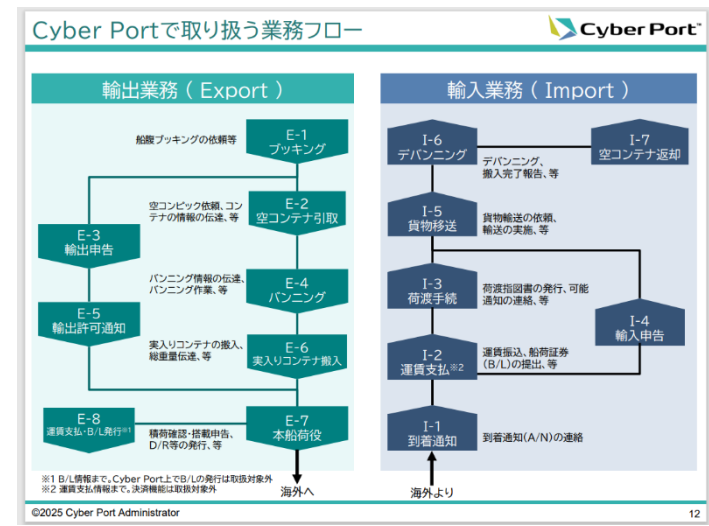 Cyber Portで取り扱う業務フロー
Cyber Port™
輸出業務 ( Export )
船腹ブッキングの依頼等
E-1
ブッキング
空コンピック依頼、コン
テナの情報の伝達、等
E-2
空コンテナ引取
E-3
輸出申告
バンニング情報の伝達、
バンニング作業、等
E-4
バンニング
E-5
輸出許可通知
実入りコンテナの搬入、
総重量伝達、等
E-6
実入りコンテナ搬入
E-8
運賃支払・B/L発行※1
積荷確認・搭載申告、
D/R等の発行、等
E-7
本船荷役
※1 B/L情報まで。Cyber Port上でB/Lの発行は取扱対象外
※2 運賃支払情報まで。決済機能は取扱対象外
海外へ
輸入業務 ( Import )
I-6
デバンニング
デバンニング、
搬入完了報告、等
I-7
空コンテナ返却
I-5
貨物移送
貨物輸送の依頼、
輸送の実施、等
I-3
荷渡手続
荷渡指図書の発行、可能
通知の連絡、等
I-4
輸入申告
I-2
運賃支払※2
運賃振込、船荷証券
(B/L)の提出、等
I-1
到着通知
到着通知(A/N)の連絡
海外より
©2025 Cyber Port Administrator
12